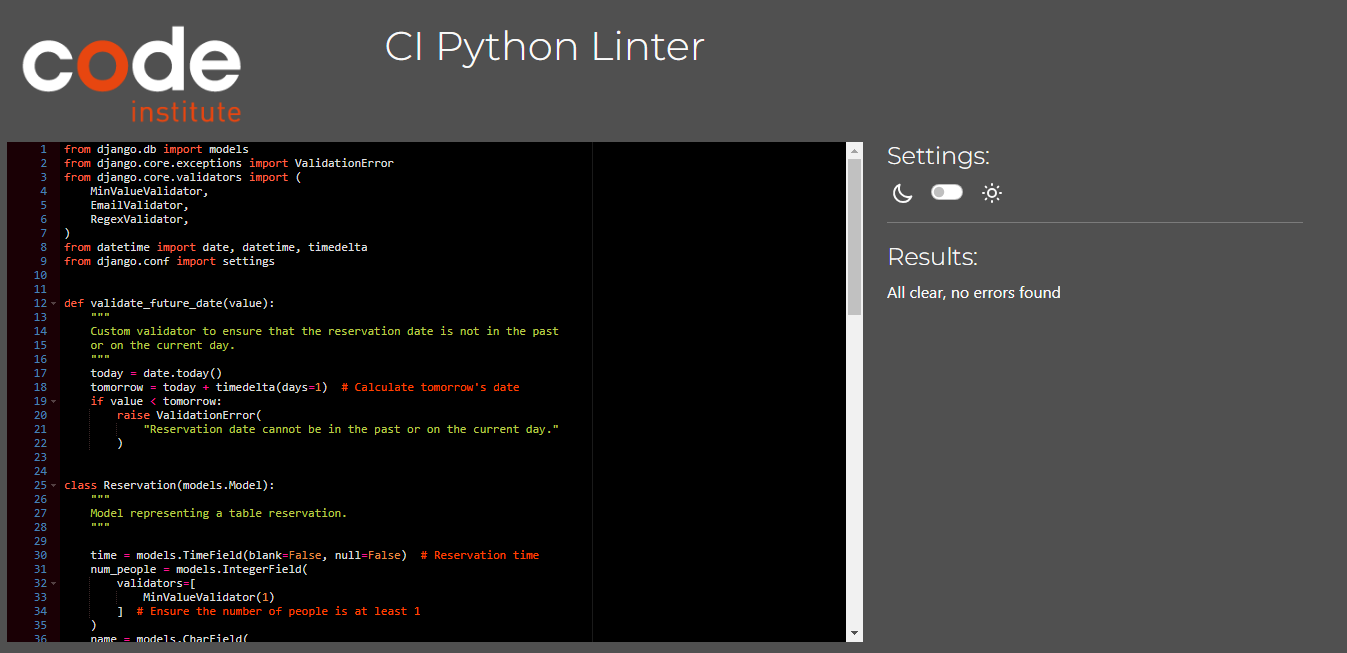 code
institute
CI Python Linter
1 from django.db import models
2 from django.core.exceptions import ValidationError
3 from django.core.validators import (
4     MinValueValidator,
5     EmailValidator,
6     RegexValidator,
7 )
8 from datetime import date, datetime, timedelta
9 from django.conf import settings
10
11
12 def validate_future_date(value):
13     """
14     Custom validator to ensure that the reservation date is not in the past
15     or on the current day.
16     """
17     today = date.today()
18     tomorrow = today + timedelta(days=1)  # Calculate tomorrow's date
19     if value < tomorrow:
20         raise ValidationError(
21             "Reservation date cannot be in the past or on the current day."
22         )
23
24
25 class Reservation(models.Model):
26     """
27     Model representing a table reservation.
28     """
29
30     time = models.TimeField(blank=False, null=False)  # Reservation time
31     num_people = models.IntegerField(
32         validators=[
33             MinValueValidator(1)
34         ]  # Ensure the number of people is at least 1
35     )
36     name = models.CharField(
Settings:
Results:
All clear, no errors found